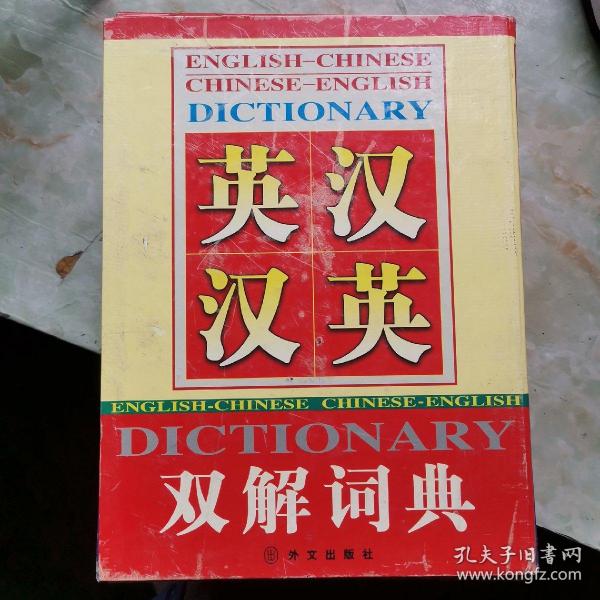 ENGLISH-CHINESE
CHINESE-ENGLISH
DICTIONARY
英汉
汉英
ENGLISH-CHINESE CHINESE-ENGLISH
DICTIONARY
双解词典
外文出版社
孔夫子旧书网
www.kongfz.com